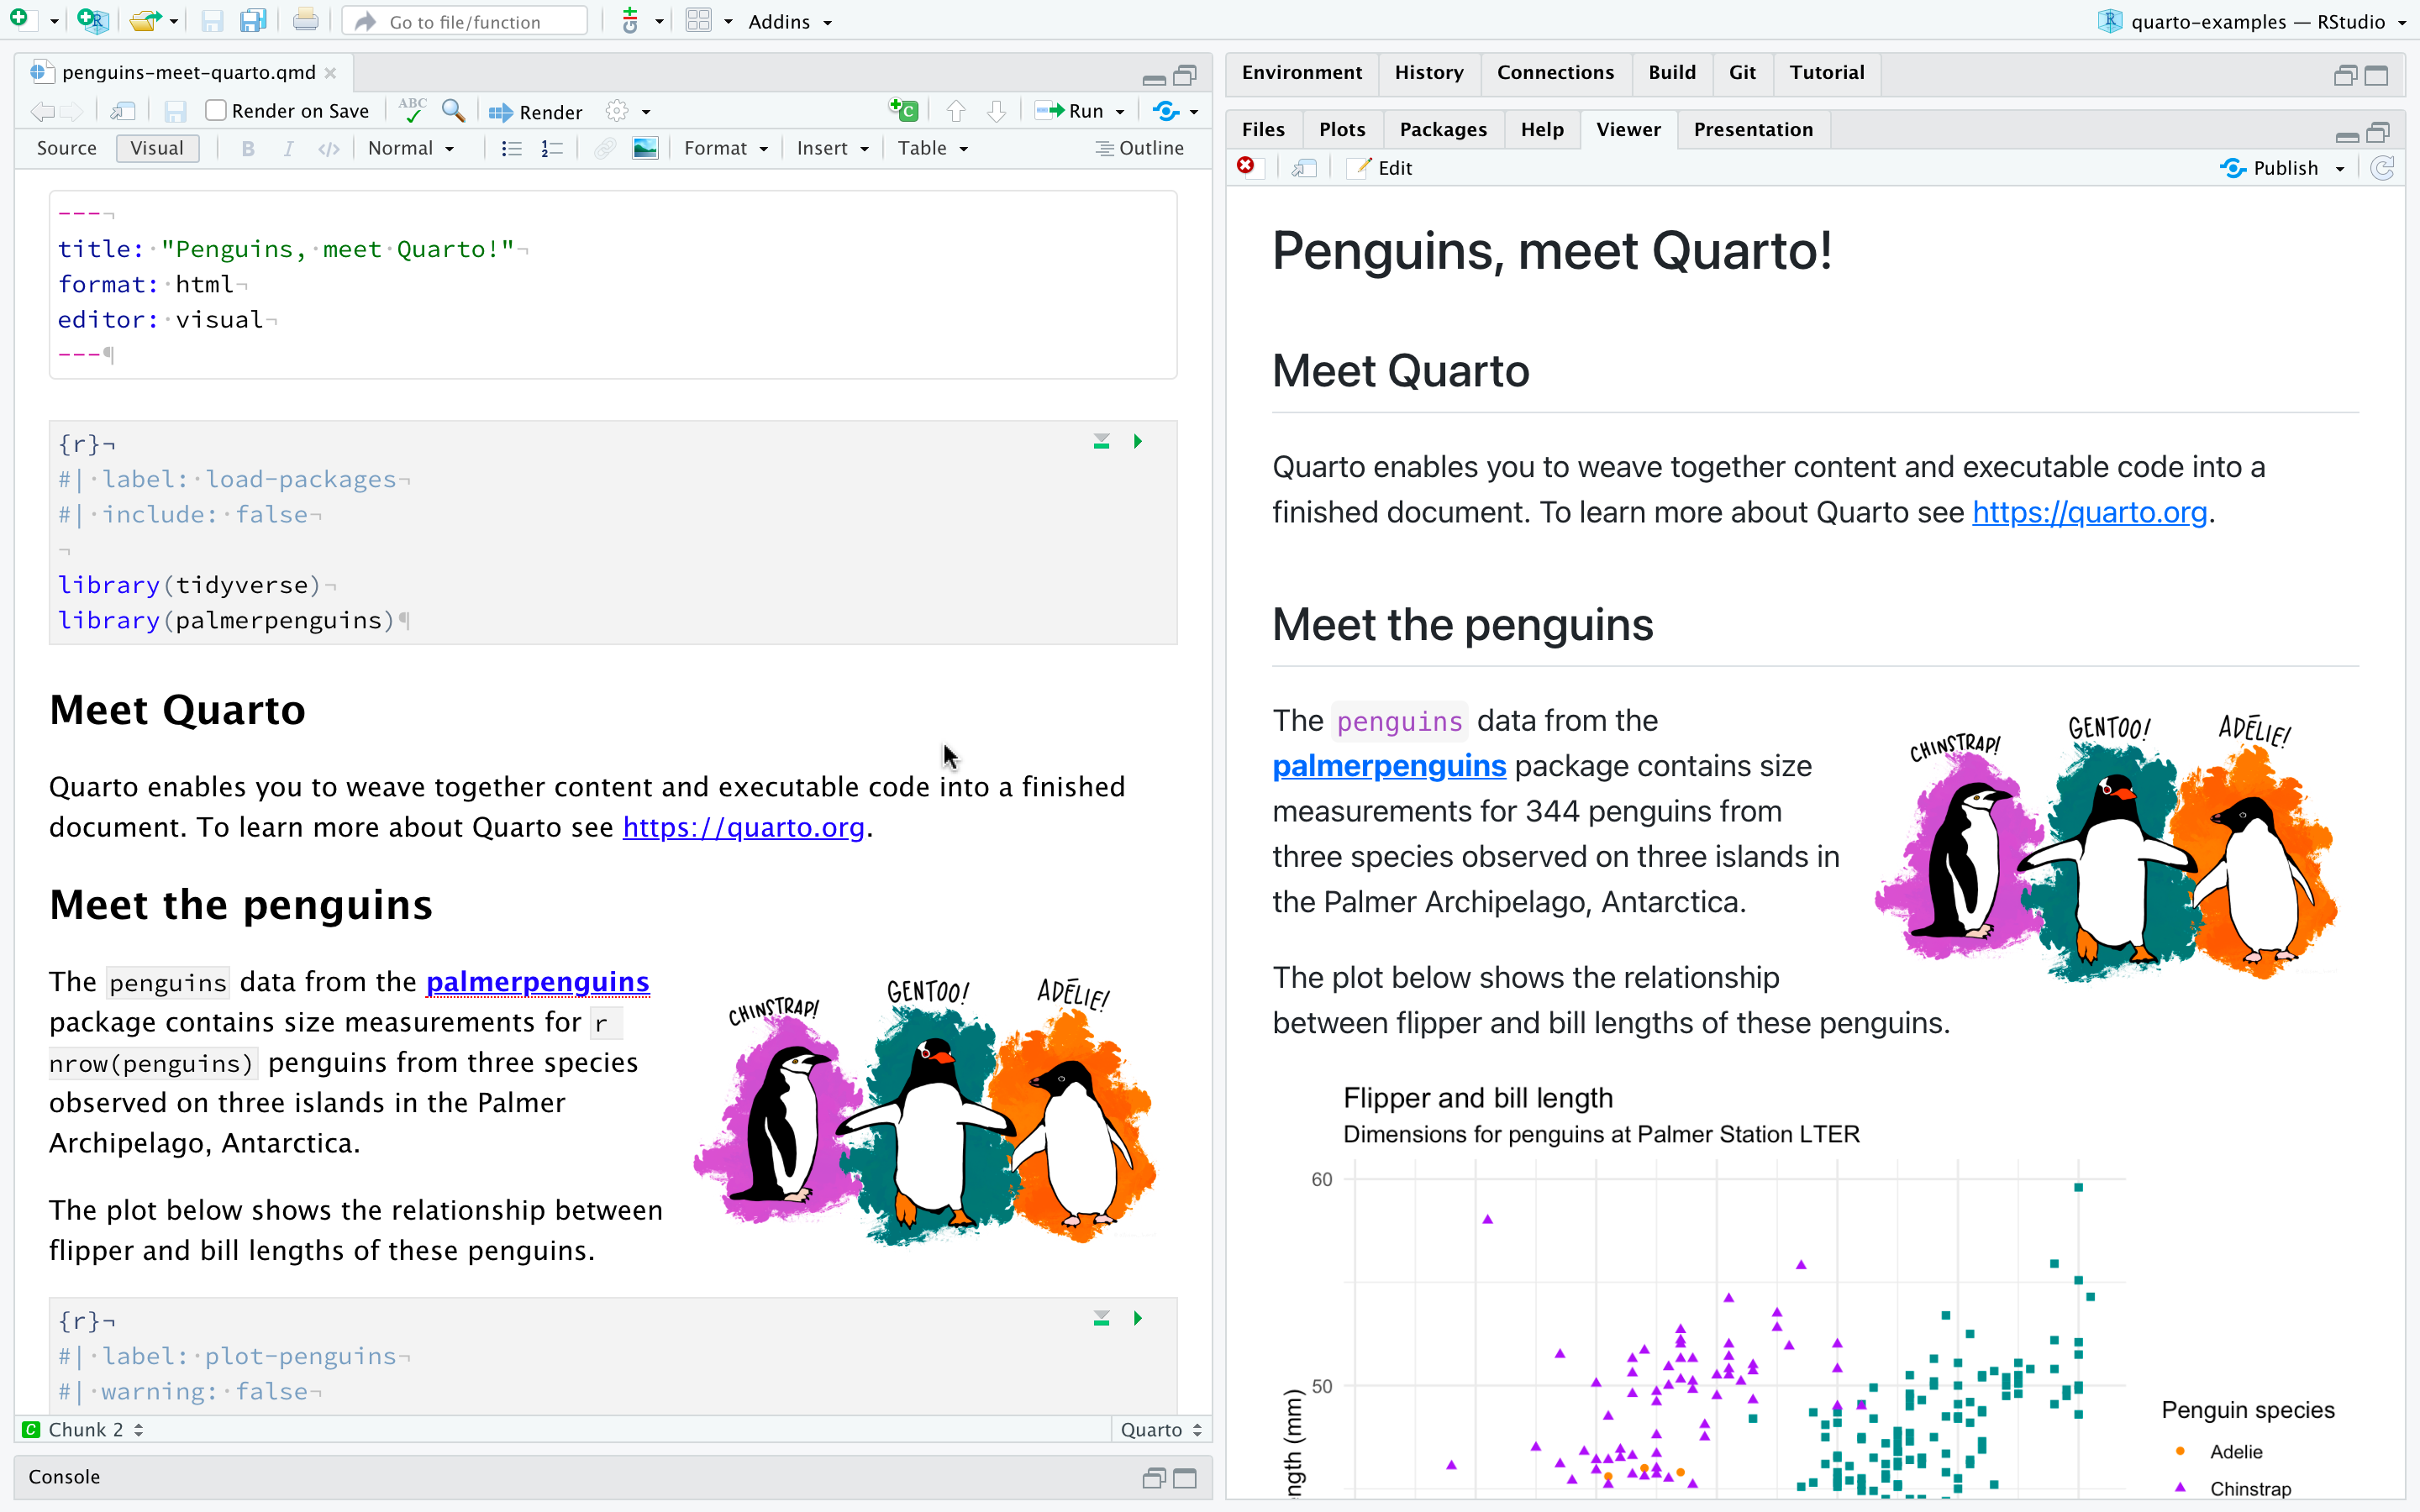 Go to file/function
Addins
quarto-examples — RStudio
penguins-meet-quarto.qmd
Render on Save
ABC
Render
Run
Source
Visual
B
I
</>
Normal
Format
Insert
Table
Outline
---
title: "Penguins, meet Quarto!"
format: html
editor: visual
---
{r}
#| label: load-packages
#| include: false
library(tidyverse)
library(palmerpenguins)
Meet Quarto
Quarto enables you to weave together content and executable code into a finished
document. To learn more about Quarto see https://quarto.org.
Meet the penguins
The penguins data from the palmerpenguins
package contains size measurements for r
nrow(penguins) penguins from three species
observed on three islands in the Palmer
Archipelago, Antarctica.
CHINSTRAP!
GENTOO!
ADÉLIE!
The plot below shows the relationship between
flipper and bill lengths of these penguins.
{r}
#| label: plot-penguins
#| warning: false
C Chunk 2
Quarto
Console
Environment
History
Connections
Build
Git
Tutorial
Files
Plots
Packages
Help
Viewer
Presentation
Edit
Publish
Penguins, meet Quarto!
Meet Quarto
Quarto enables you to weave together content and executable code into a
finished document. To learn more about Quarto see https://quarto.org.
Meet the penguins
The penguins data from the
palmerpenguins package contains size
measurements for 344 penguins from
three species observed on three islands in
the Palmer Archipelago, Antarctica.
CHINSTRAP!
GENTOO!
ADÉLIE!
The plot below shows the relationship
between flipper and bill lengths of these penguins.
Flipper and bill length
Dimensions for penguins at Palmer Station LTER
60
50
ngth (mm)
Penguin species
Adelie
Chinstrap